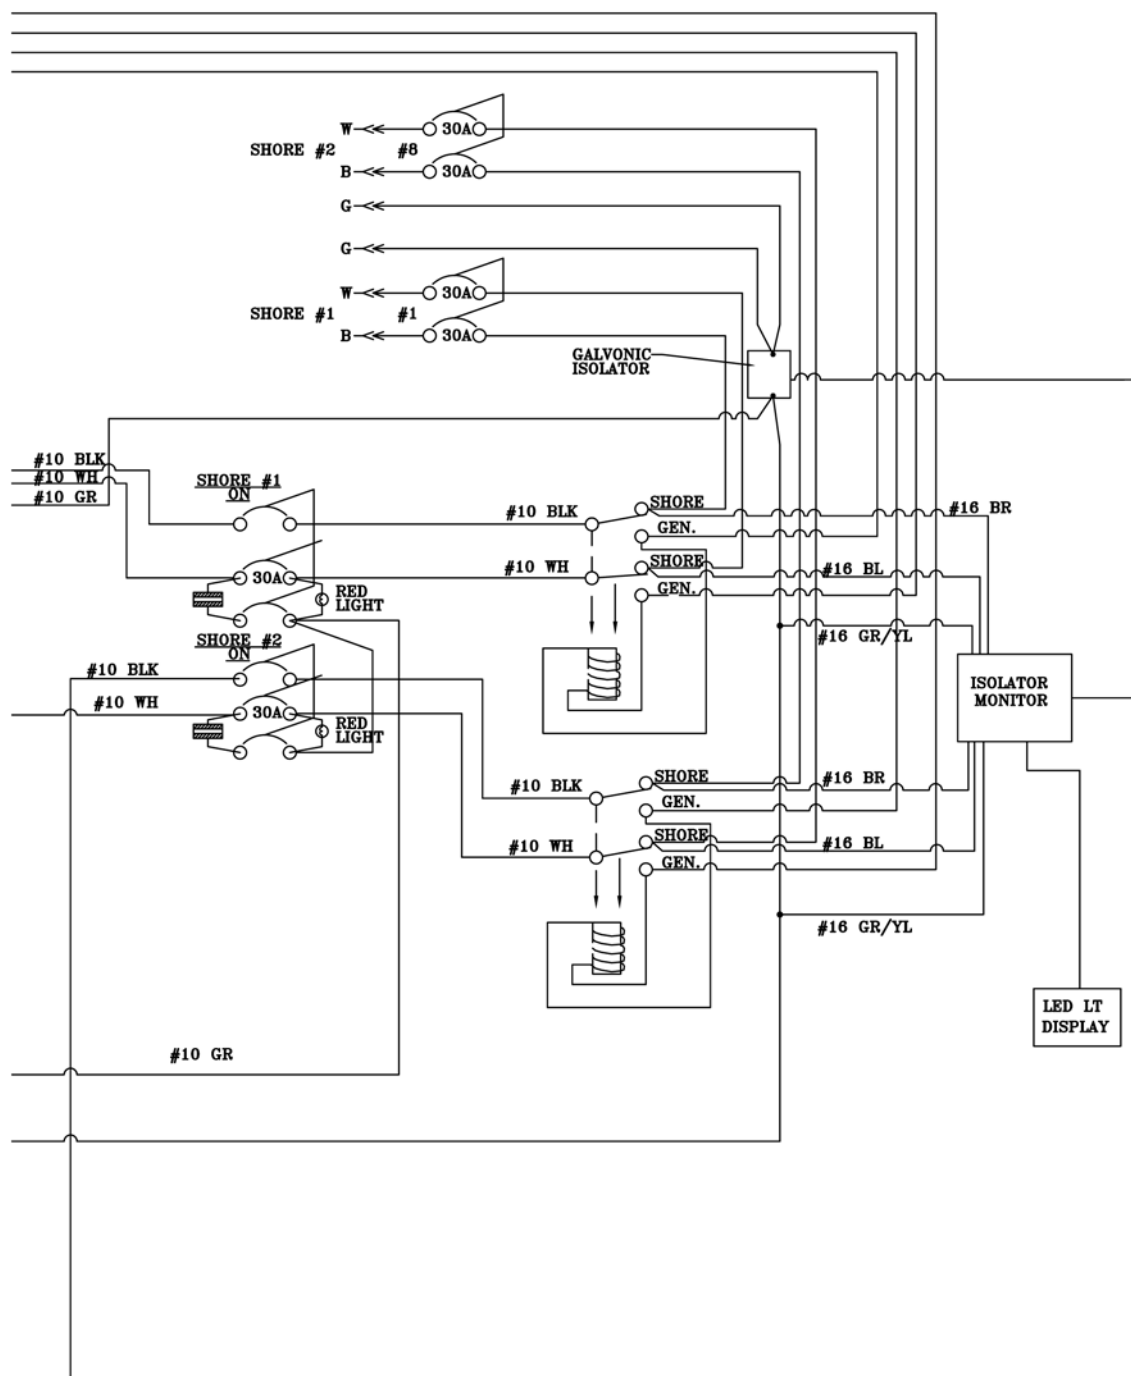 W
30A
SHORE #2
#8
B
30A
G
G
W
30A
SHORE #1
#1
B
30A
GALVONIC
ISOLATOR
#10 BLK
#10 WH
#10 GR
SHORE #1
ON
#10 BLK
SHORE
#16 BR
GEN.
30A
#10 WH
SHORE
#16 BL
RED
LIGHT
GEN.
#16 GR/YL
SHORE #2
ON
#10 BLK
#10 WH
30A
RED
LIGHT
ISOLATOR
MONITOR
#10 BLK
SHORE
#16 BR
GEN.
#10 WH
SHORE
#16 BL
GEN.
#16 GR/YL
LED LT
DISPLAY
#10 GR